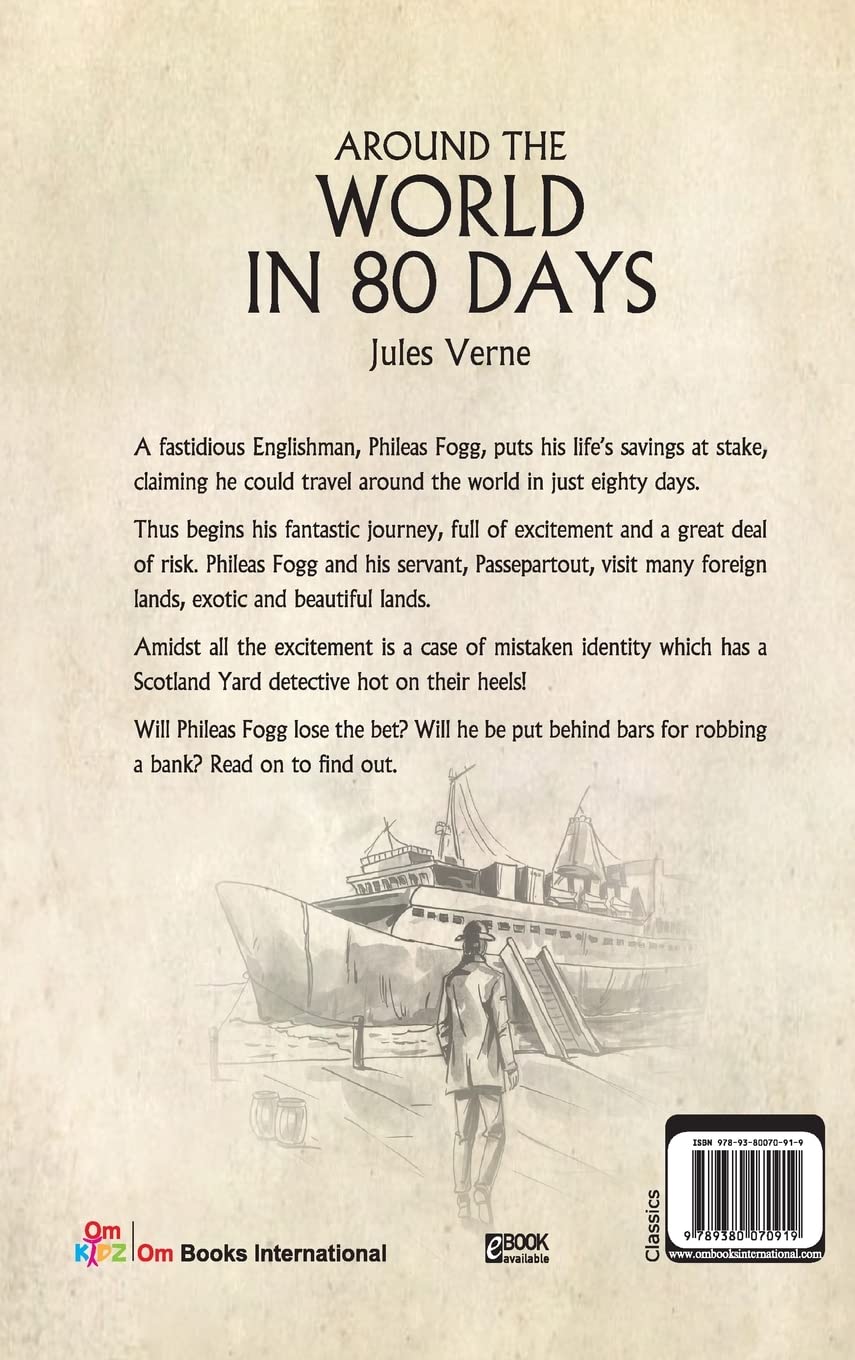 AROUND THE
WORLD
IN 80 DAYS
Jules Verne
A fastidious Englishman, Phileas Fogg, puts his life’s savings at stake,
claiming he could travel around the world in just eighty days.
Thus begins his fantastic journey, full of excitement and a great deal
of risk. Phileas Fogg and his servant, Passepartout, visit many foreign
lands, exotic and beautiful lands.
Amidst all the excitement is a case of mistaken identity which has a
Scotland Yard detective hot on their heels!
Will Phileas Fogg lose the bet? Will he be put behind bars for robbing
a bank? Read on to find out.
Om
KIDZ
Om Books International
eBOOK
available
Classics
ISBN 978-93-80070-91-9
9 789380 070919
www.ombooksinternational.com